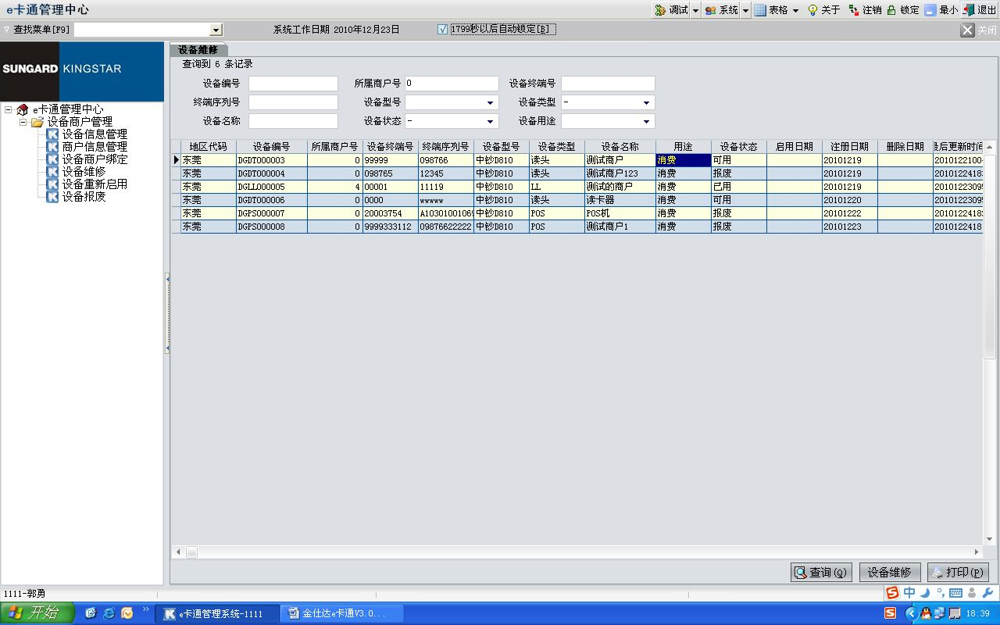 e卡通管理中心 调试 系统 表格 关于 注销 锁定 最小 退出
查找菜单[F9] 系统工作日期 2010年12月23日 1799秒以后自动锁定[B] 关闭
SUNGARD KINGSTAR
e卡通管理中心
设备商户管理
设备信息管理
商户信息管理
设备商户绑定
设备维修
设备重新启用
设备报废
设备维修
查询到 6 条记录
设备编号 所属商户号 0 设备终端号
终端序列号 设备型号 设备类型 -
设备名称 设备状态 - 设备用途
地区代码 设备编号 所属商户号 设备终端号 终端序列号 设备型号 设备类型 设备名称 用途 设备状态 启用日期 注册日期 删除日期 最后更新时间
东莞 DGDT000003 0 99999 098766 中钞D810 读头 测试商户 消费 可用 20101219 2010122100
东莞 DGDT000004 0 098765 12345 中钞D810 读头 测试商户123 消费 报废 20101219 201012241
东莞 DGLL000005 4 00001 11119 中钞D810 LL 测试的商户 消费 已用 20101219 201012230
东莞 DGDT000006 0 0000 wwwww 中钞D810 读头 读卡器 消费 可用 20101220 201012230
东莞 DGPS000007 0 20003754 A1030100106 中钞D810 POS POS机 消费 报废 20101222 201012241
东莞 DGPS000008 0 9999333112 09876622222 中钞D810 POS 测试商户1 消费 报废 20101223 201012241
查询(Q) 设备维修 打印(P)
1111-郭勇
中
开始 e卡通管理系统-1111 金仕达e卡通V3.0... 18:39